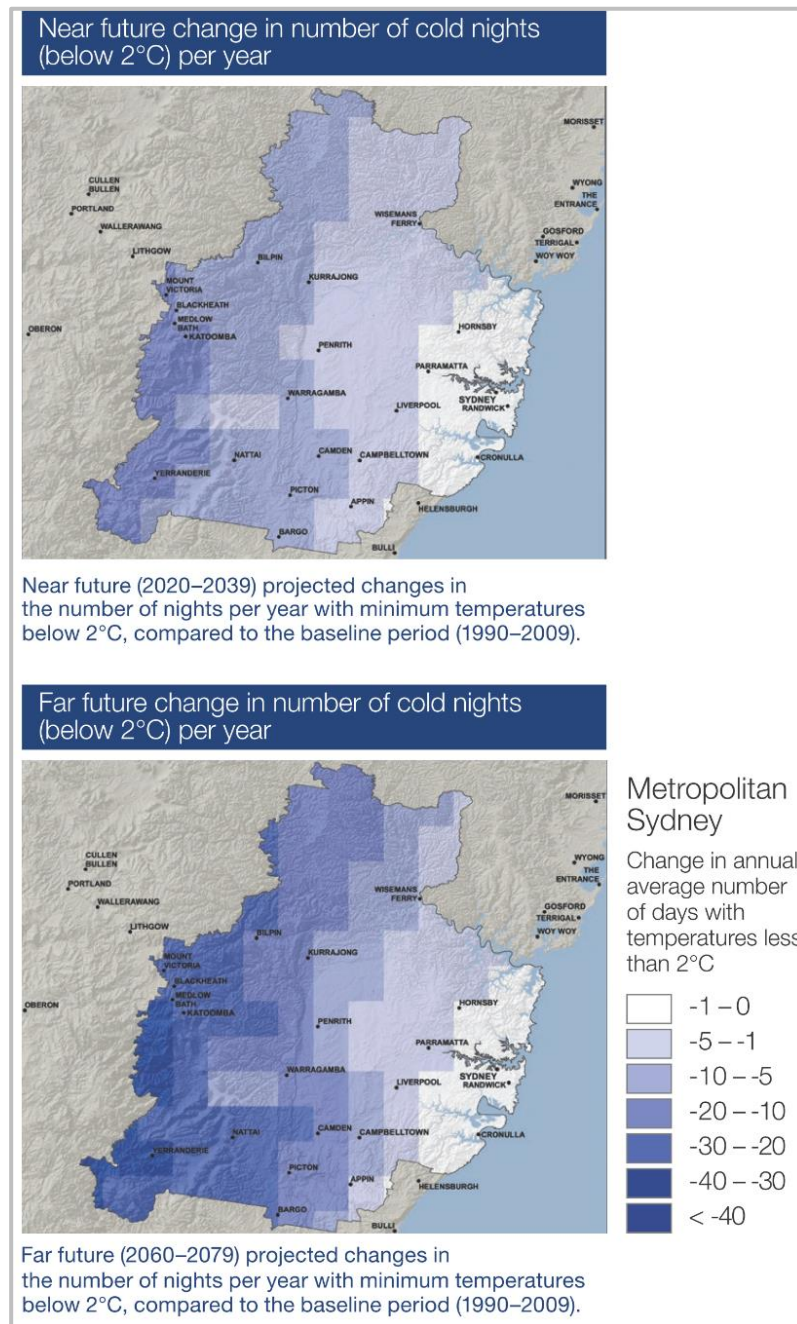 Near future change in number of cold nights
(below 2°C) per year
MORISSET
CULLEN
BULLEN
WYONG
PORTLAND
THE
ENTRANCE
WALLERAWANG
WISEMANS
FERRY
GOSFORD
TERRIGAL
LITHGOW
BILPIN
WOY WOY
KURRAJONG
MOUNT
VICTORIA
BLACKHEATH
MEDLOW
BATH
OBERON
KATOOMBA
HORNSBY
PENRITH
PARRAMATTA
WARRAGAMBA
SYDNEY
LIVERPOOL
RANDWICK
NATTAI
CAMDEN
CAMPBELLTOWN
CRONULLA
YERRANDERIE
PICTON
APPIN
HELENSBURGH
BARGO
BULLI
Near future (2020–2039) projected changes in
the number of nights per year with minimum temperatures
below 2°C, compared to the baseline period (1990–2009).
Far future change in number of cold nights
(below 2°C) per year
MORISSET
CULLEN
BULLEN
WYONG
PORTLAND
THE
ENTRANCE
WALLERAWANG
WISEMANS
FERRY
GOSFORD
TERRIGAL
LITHGOW
BILPIN
WOY WOY
KURRAJONG
MOUNT
VICTORIA
BLACKHEATH
MEDLOW
BATH
OBERON
KATOOMBA
HORNSBY
PENRITH
PARRAMATTA
WARRAGAMBA
SYDNEY
LIVERPOOL
RANDWICK
NATTAI
CAMDEN
CAMPBELLTOWN
CRONULLA
YERRANDERIE
PICTON
APPIN
HELENSBURGH
BARGO
BULLI
Metropolitan
Sydney
Change in annual
average number
of days with
temperatures less
than 2°C
-1 – 0
-5 – -1
-10 – -5
-20 – -10
-30 – -20
-40 – -30
< -40
Far future (2060–2079) projected changes in
the number of nights per year with minimum temperatures
below 2°C, compared to the baseline period (1990–2009).